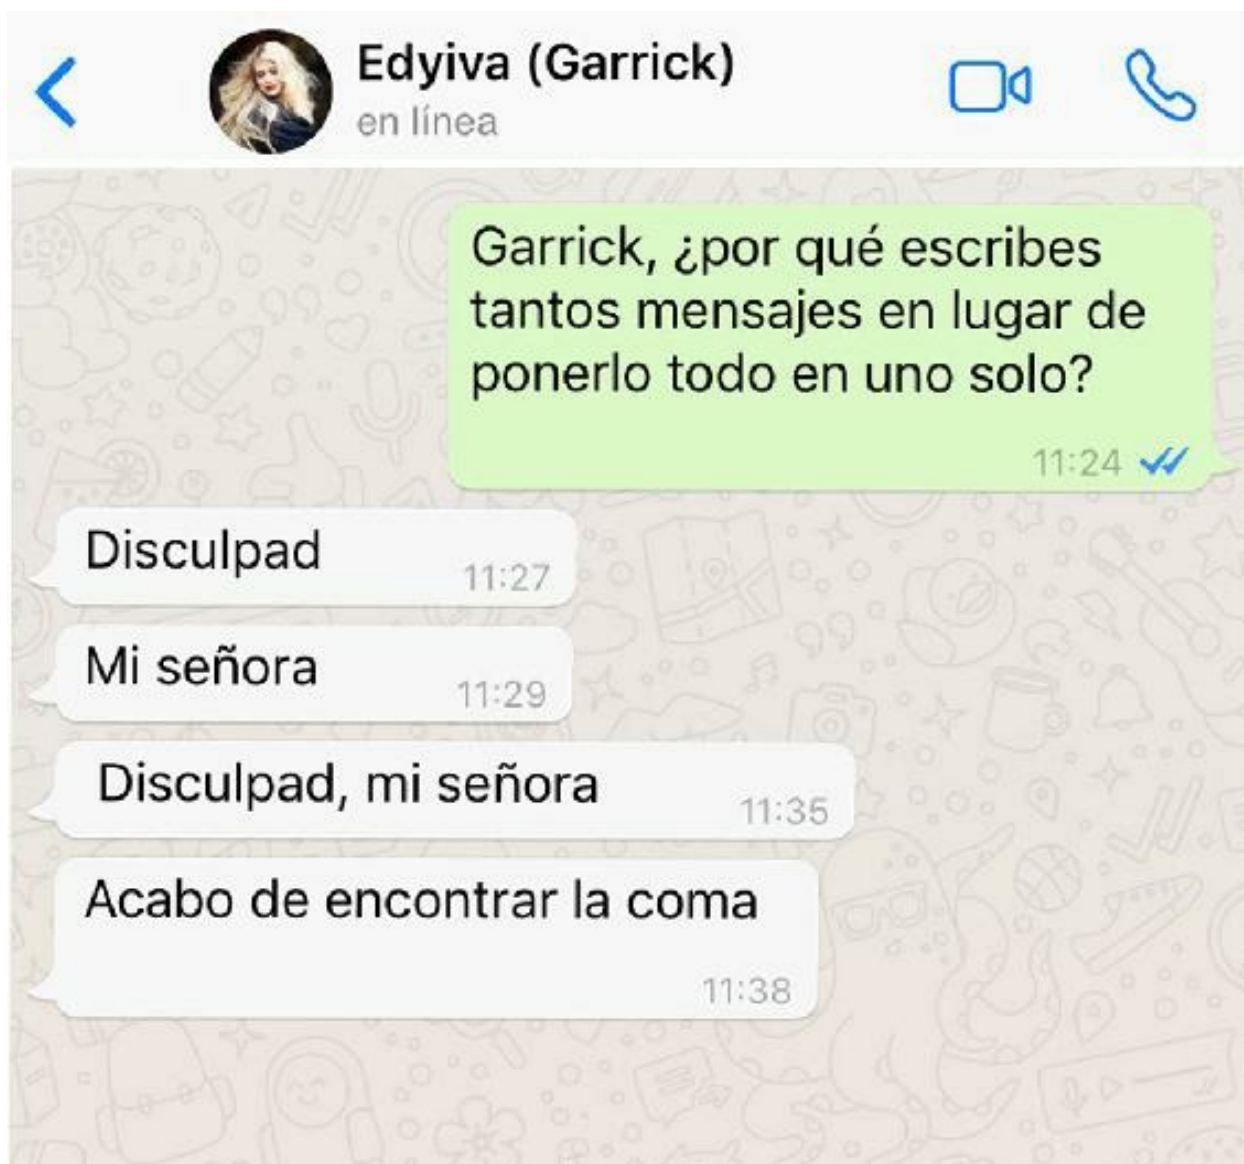 Edyiva (Garrick)
en línea
Garrick, ¿por qué escribes
tantos mensajes en lugar de
ponerlo todo en uno solo?
11:24
Disculpad
11:27
Mi señora
11:29
Disculpad, mi señora
11:35
Acabo de encontrar la coma
11:38